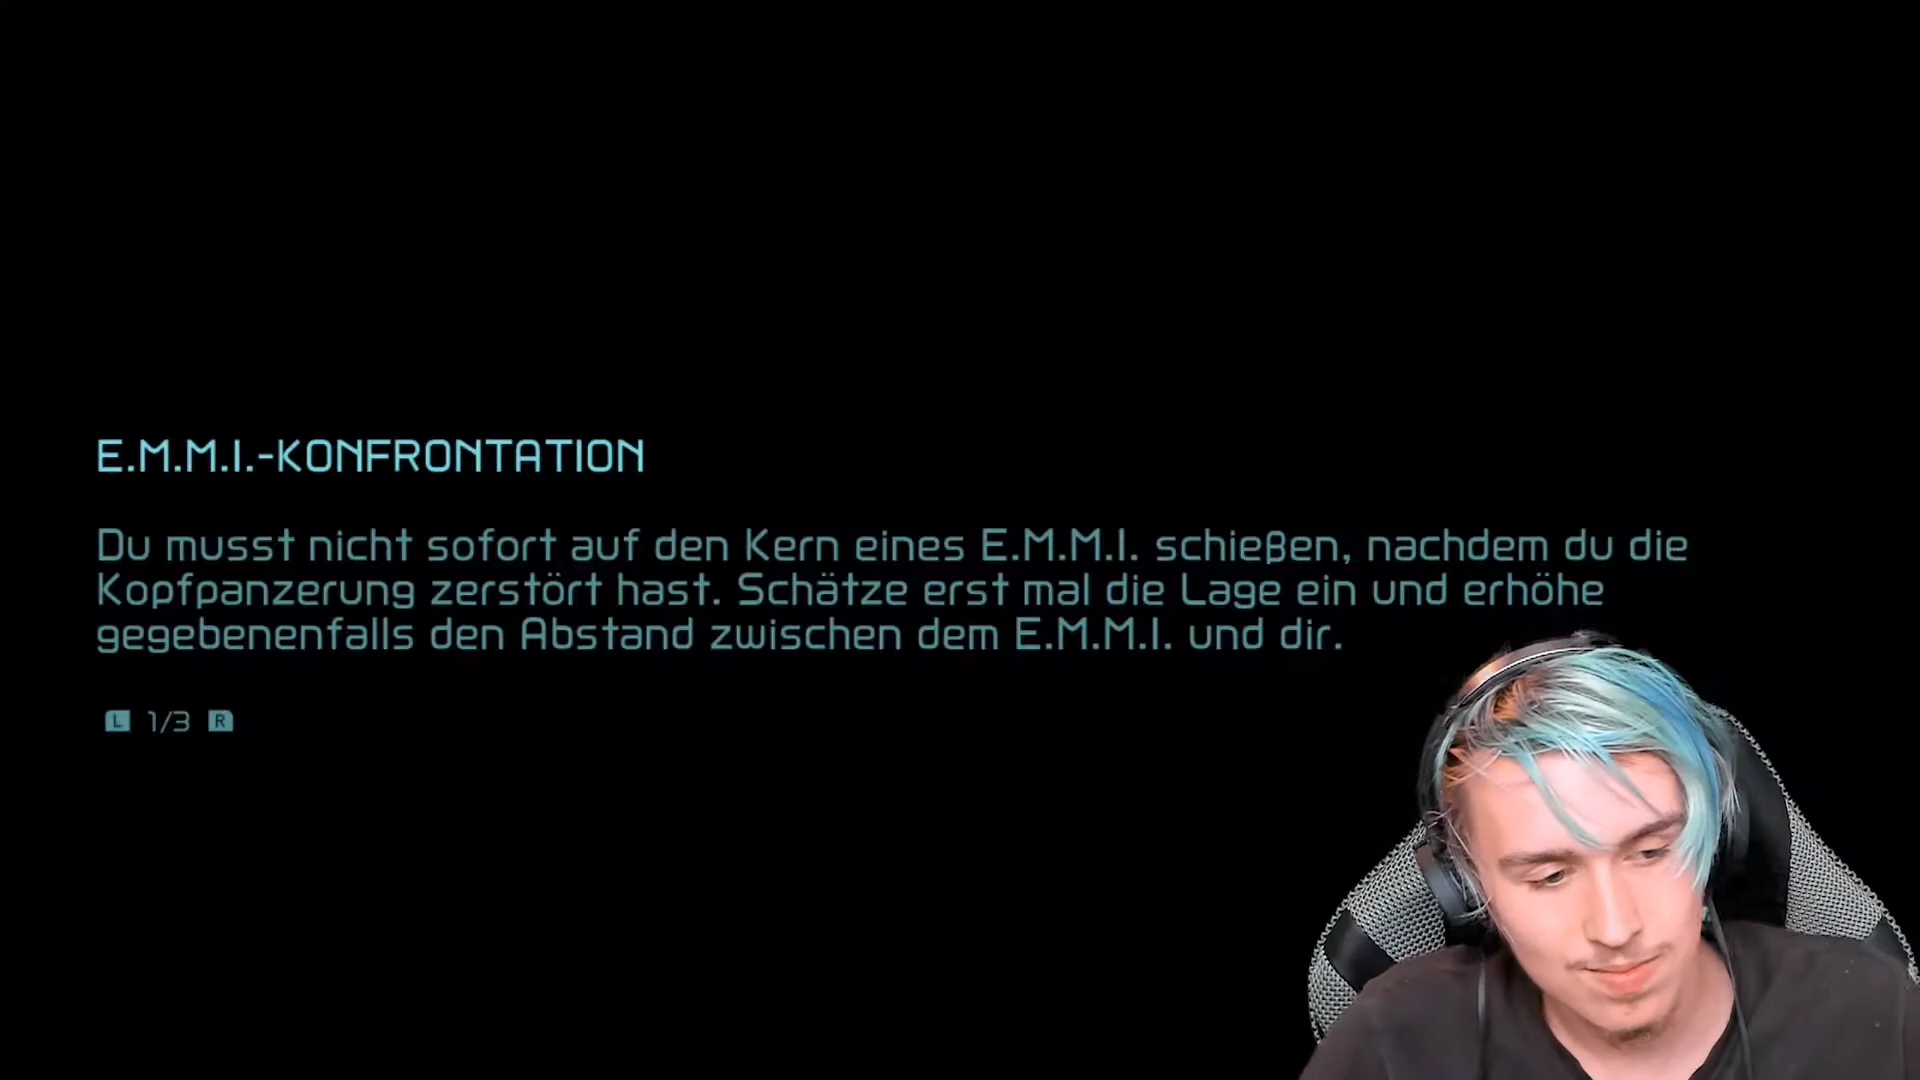 E.M.M.I.-KONFRONTATION
Du musst nicht sofort auf den Kern eines E.M.M.I. schießen, nachdem du die
Kopfpanzerung zerstört hast. Schätze erst mal die Lage ein und erhöhe
gegebenenfalls den Abstand zwischen dem E.M.M.I. und dir.
L 1/3 R